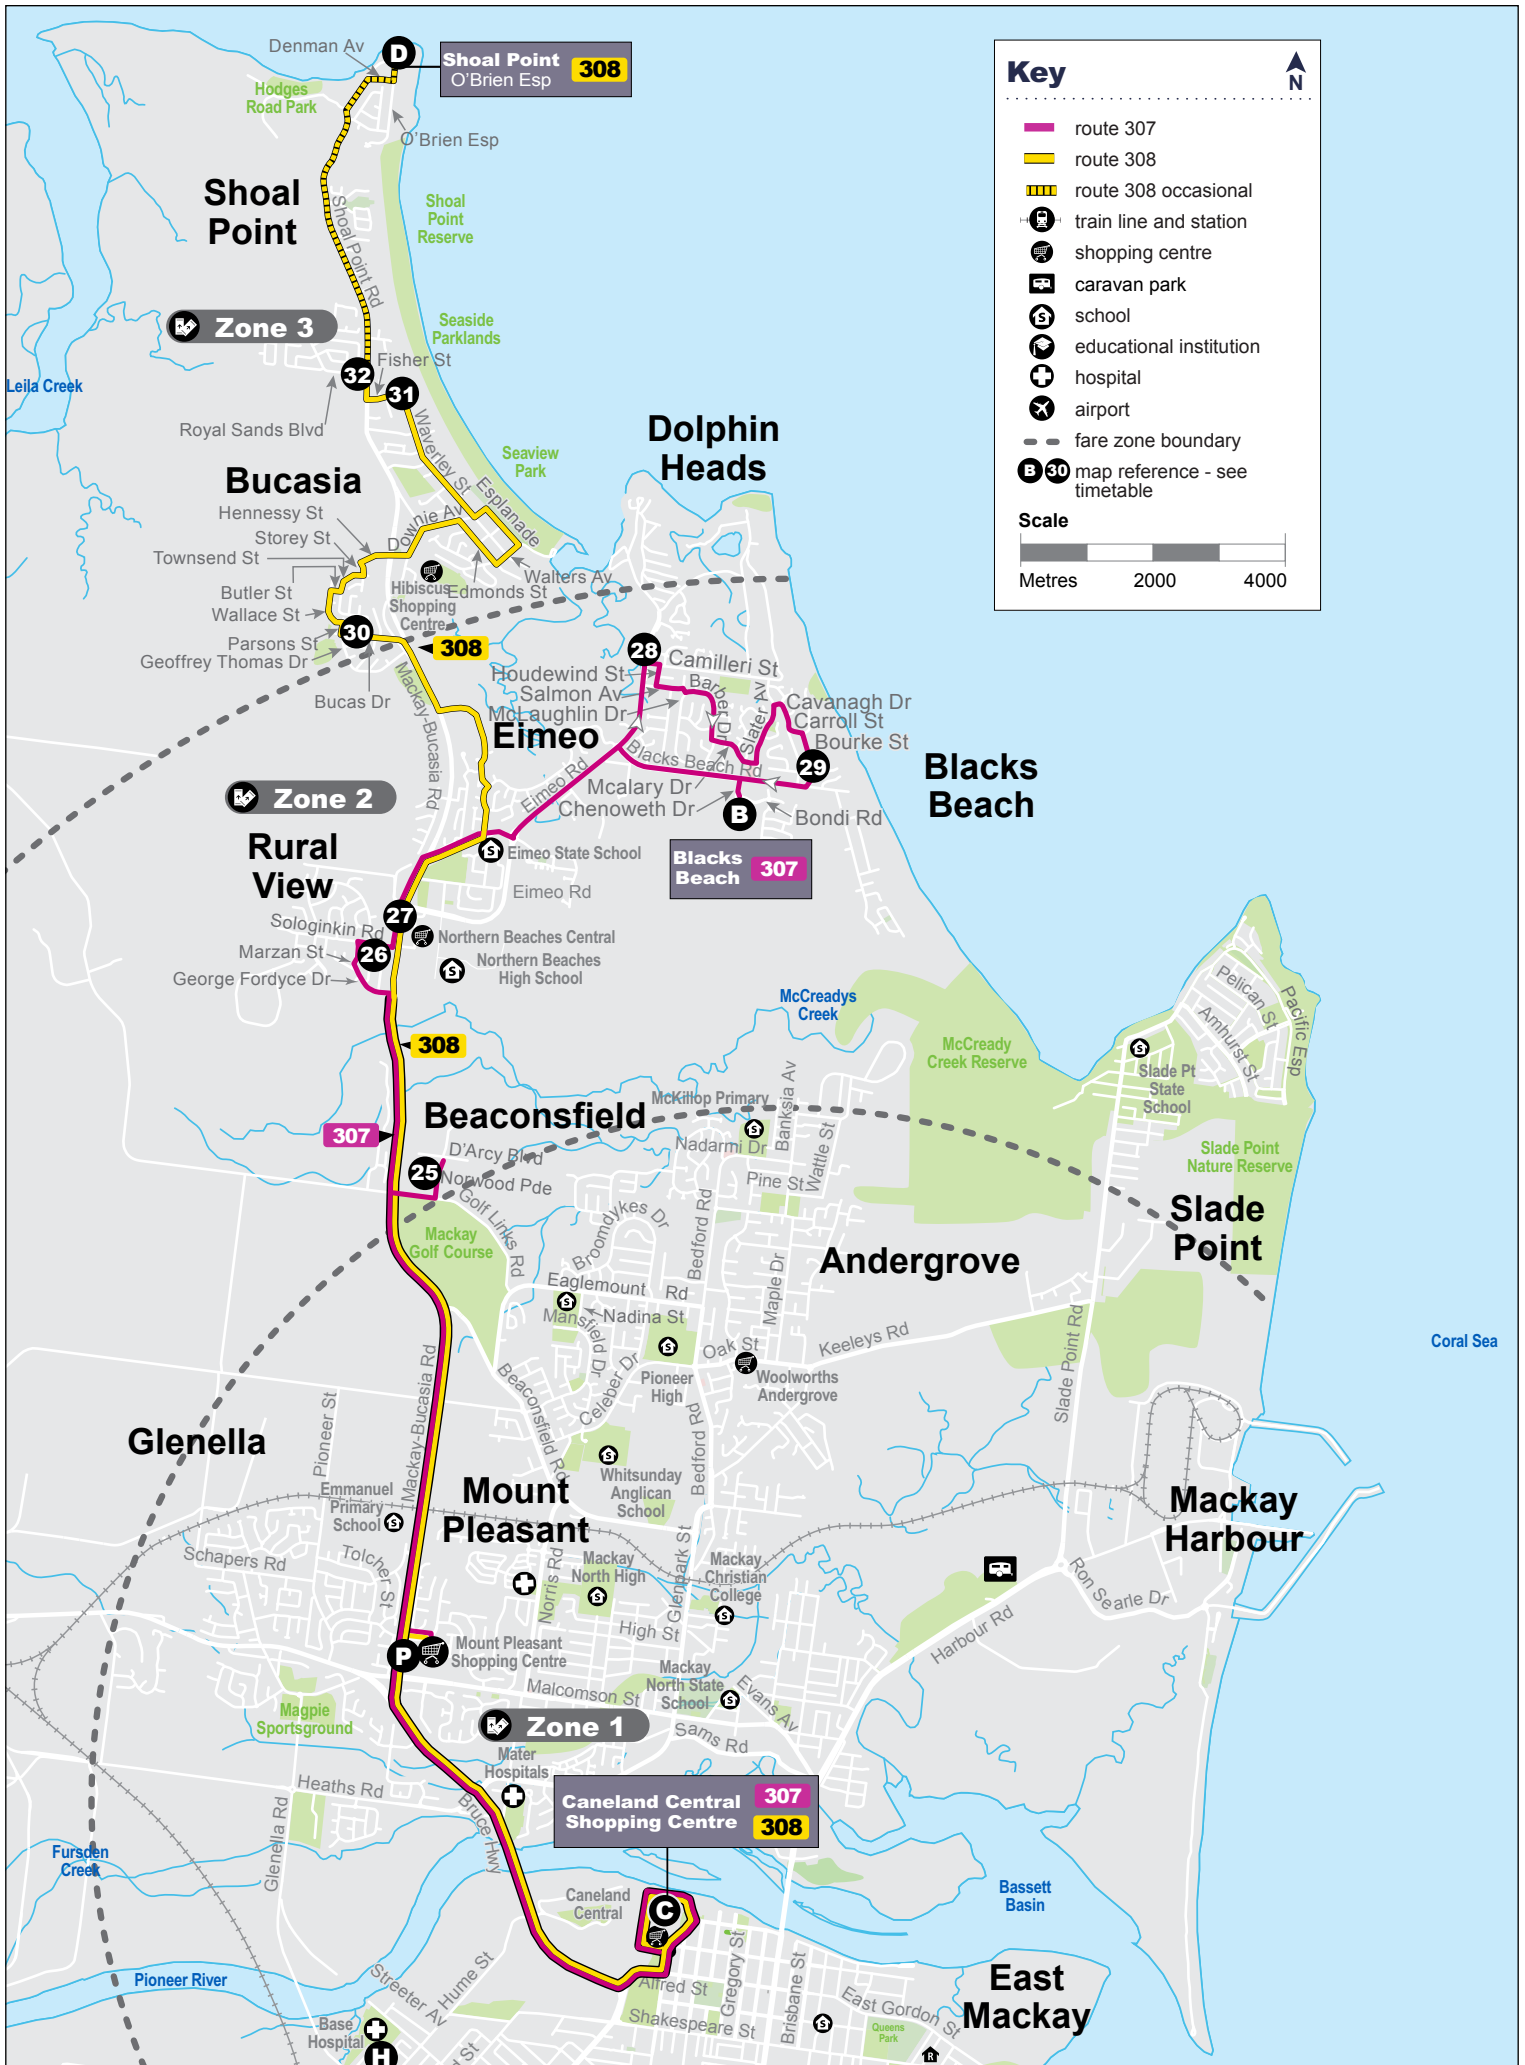 Denman Av
D
Shoal Point
O'Brien Esp
308
Hodges
Road Park
O'Brien Esp
Shoal
Point
Shoal
Point
Reserve
Shoal Point Rd
Zone 3
Seaside
Parklands
Fisher St
32
31
Leila Creek
Royal Sands Blvd
Waverley St
Seaview
Park
Bucasia
Esplanade
Hennessy St
Downie Av
Storey St
Townsend St
Walters Av
Butler St
Hibiscus
Shopping
Centre
Edmonds St
Wallace St
Parsons St
30
Geoffrey Thomas Dr
308
Bucas Dr
Mackay-Bucasia Rd
Key
N
route 307
route 308
route 308 occasional
train line and station
shopping centre
caravan park
school
educational institution
hospital
airport
fare zone boundary
B 30 map reference - see
timetable
Scale
Metres 2000 4000
Dolphin
Heads
28
Camilleri St
Houdewind St
Salmon Av
Barber Dr
McLaughlin Dr
Slater Av
Cavanagh Dr
Carroll St
Bourke St
Eimeo
Blacks Beach Rd
29
Eimeo Rd
Mcalary Dr
Chenoweth Dr
B
Bondi Rd
Blacks
Beach
Blacks
Beach
307
Zone 2
Rural
View
Eimeo State School
Eimeo Rd
27
Sologinkin Rd
26
Northern Beaches Central
Marzan St
Northern Beaches
High School
George Fordyce Dr
308
McCreadys
Creek
McCready
Creek Reserve
Pelican St
Pacific Esp
Amhurst St
Slade Pt
State
School
Beaconsfield
McKillop Primary
Banksia Av
307
D'Arcy Blvd
25
Norwood Pde
Nadarmi Dr
Wattle St
Pine St
Slade Point
Nature Reserve
Slade
Point
Golf Links Rd
Mackay
Golf Course
Broomdykes Dr
Bedford Rd
Andergrove
Eaglemount Rd
Maple Dr
Nadina St
Mansfield Dr
Keeleys Rd
Oak St
Slade Point Rd
Coral Sea
Pioneer
High
Woolworths
Andergrove
Celeber Dr
Beaconsfield Rd
Mackay-Bucasia Rd
Pioneer St
Glenella
Bedford Rd
Whitsunday
Anglican
School
Emmanuel
Primary
School
Mount
Pleasant
Mackay
Harbour
Schapers Rd
Tolcher St
Norris Rd
Mackay
North High
Glenpark St
Mackay
Christian
College
Ron Searle Dr
High St
Harbour Rd
P
Mount Pleasant
Shopping Centre
Mackay
North State
School
Malcomson St
Evans Av
Magpie
Sportsground
Zone 1
Sams Rd
Mater
Hospitals
Heaths Rd
Caneland Central
Shopping Centre
307
308
Bruce Hwy
Glenella Rd
Fursden
Creek
Bassett
Basin
Caneland
Central
C
Pioneer River
Hume St
Streeter Av
Alfred St
Gregory St
Brisbane St
East Gordon St
Shakespeare St
East
Mackay
Queens
Park
Base
Hospital
H
R